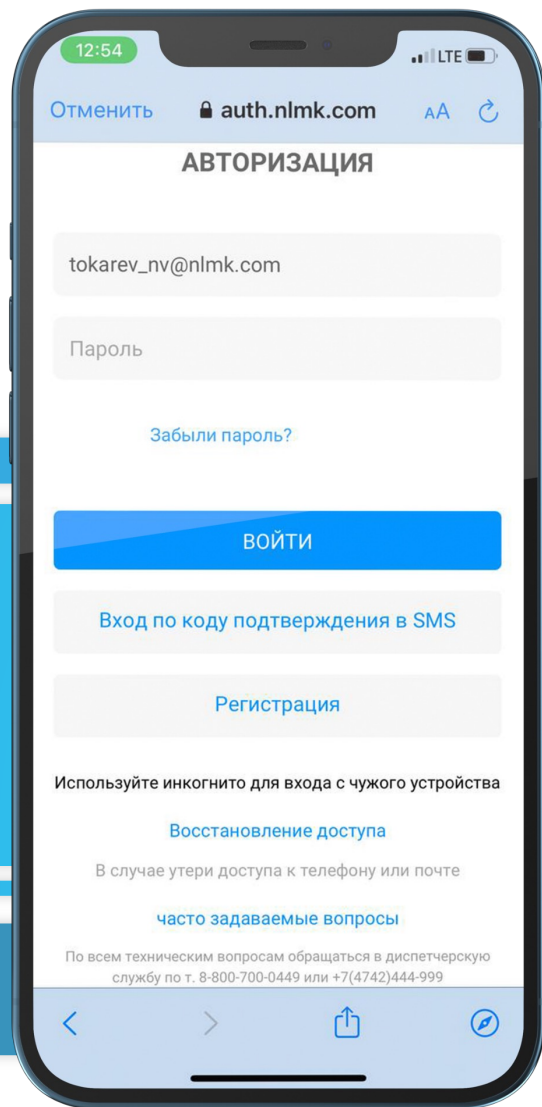 12:54
LTE
Отменить
auth.nlmk.com
AА
АВТОРИЗАЦИЯ
tokarev_nv@nlmk.com
Пароль
Забыли пароль?
ВОЙТИ
Вход по коду подтверждения в SMS
Регистрация
Используйте инкогнито для входа с чужого устройства
Восстановление доступа
В случае утери доступа к телефону или почте
часто задаваемые вопросы
По всем техническим вопросам обращаться в диспетчерскую
службу по т. 8-800-700-0449 или +7(4742)444-999